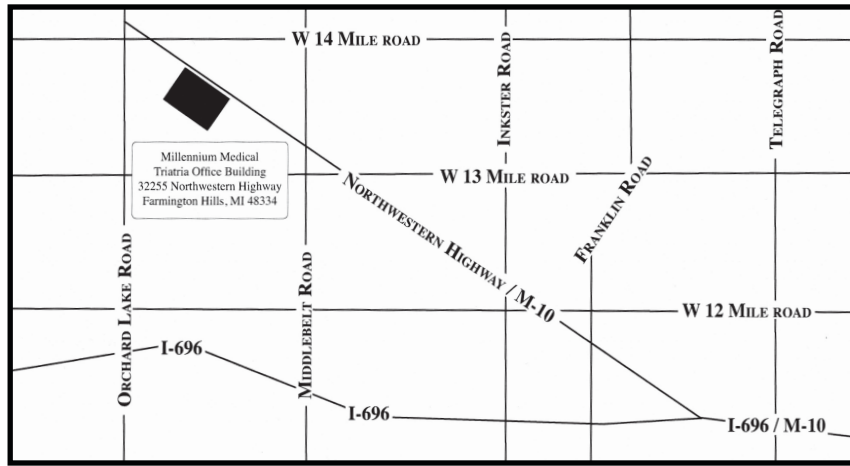 W 14 MILE ROAD
INKSTER ROAD
TELEGRAPH ROAD
Millennium Medical
Triatria Office Building
32255 Northwestern Highway
Farmington Hills, MI 48334
W 13 MILE ROAD
NORTHWESTERN HIGHWAY / M-10
FRANKLIN ROAD
ORCHARD LAKE ROAD
MIDDLEBELT ROAD
W 12 MILE ROAD
I-696
I-696
I-696 / M-10